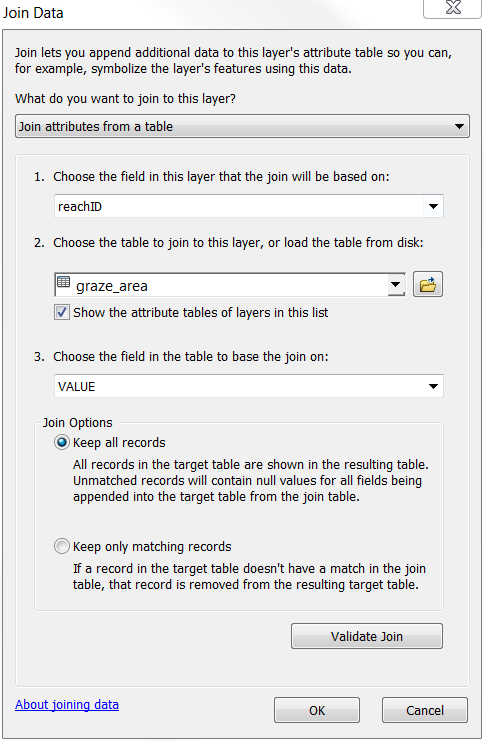 Join Data
Join lets you append additional data to this layer's attribute table so you can,
for example, symbolize the layer's features using this data.
What do you want to join to this layer?
Join attributes from a table
1. Choose the field in this layer that the join will be based on:
reachID
2. Choose the table to join to this layer, or load the table from disk:
graze_area
Show the attribute tables of layers in this list
3. Choose the field in the table to base the join on:
VALUE
Join Options
Keep all records
All records in the target table are shown in the resulting table.
Unmatched records will contain null values for all fields being
appended into the target table from the join table.
Keep only matching records
If a record in the target table doesn't have a match in the join
table, that record is removed from the resulting target table.
Validate Join
About joining data
OK
Cancel